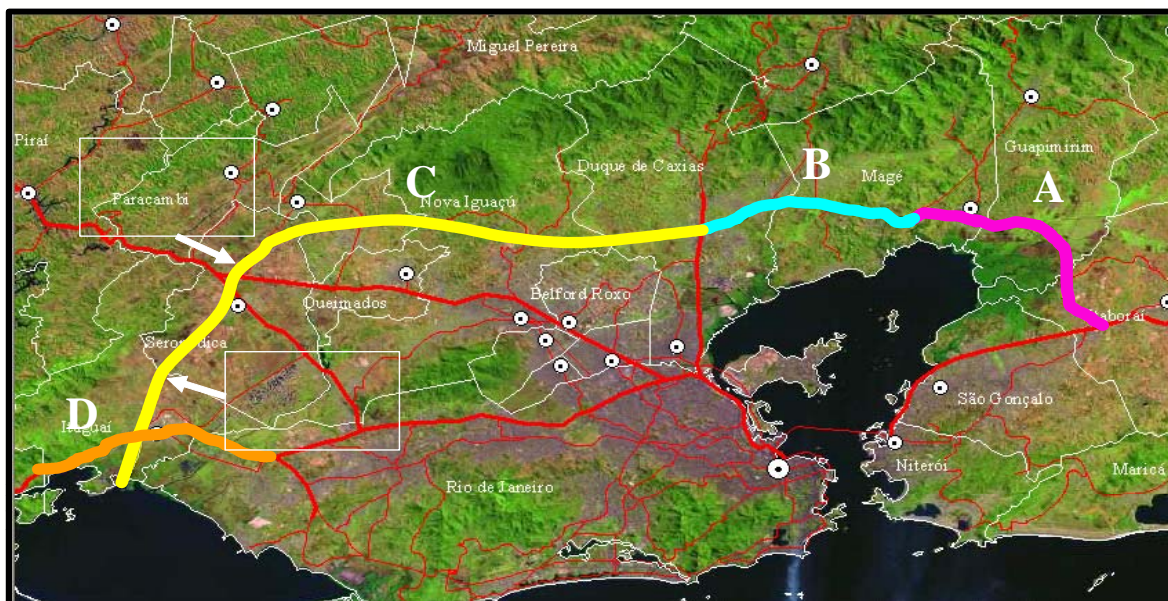 Miguel Pereira
Piraí
Duque de Caxias
B
Guapimirim
Magé
A
Paracambi
C
Nova Iguaçú
Queimados
Belford Roxo
Seropédica
Itaboraí
D
Itaguaí
São Gonçalo
Niterói
Maricá
Rio de Janeiro